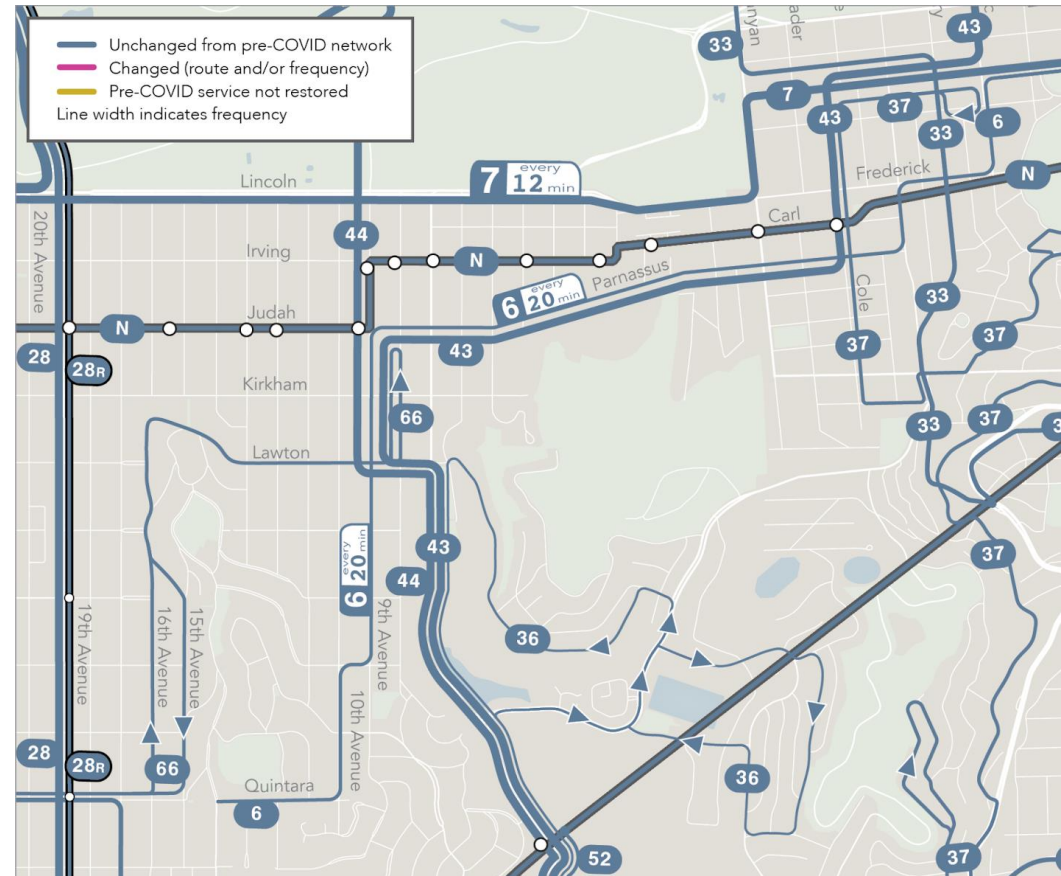 Unchanged from pre-COVID network
Changed (route and/or frequency)
Pre-COVID service not restored
Line width indicates frequency
33
43
7
37
43
33
6
Frederick
N
Lincoln
7 every 12 min
20th Avenue
44
Carl
Irving
N
Parnassus
6 every 20 min
Cole
33
Judah
N
43
37
37
28
28R
Kirkham
66
37
33
Lawton
43
37
44
6 every 20 min
9th Avenue
36
19th Avenue
16th Avenue
15th Avenue
10th Avenue
28
28R
66
36
Quintara
6
52
37